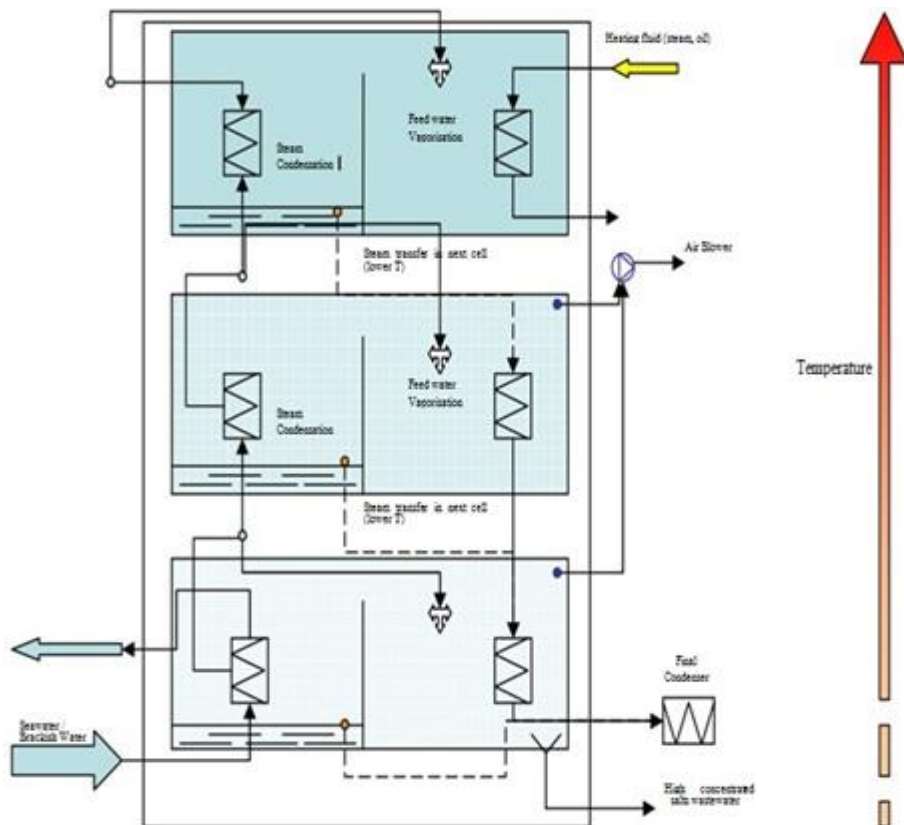 Heating fluid (steam, oil)
Feed water
Vaporisation
Steam
Condensation
Air Blower
Steam transfer in next cell
(lower T)
Temperature
Feed water
Vaporisation
Steam
Condensation
Steam transfer in next cell
(lower T)
Final
Condenser
Seawater /
Brackish Water
High concentrated
salts wastewater